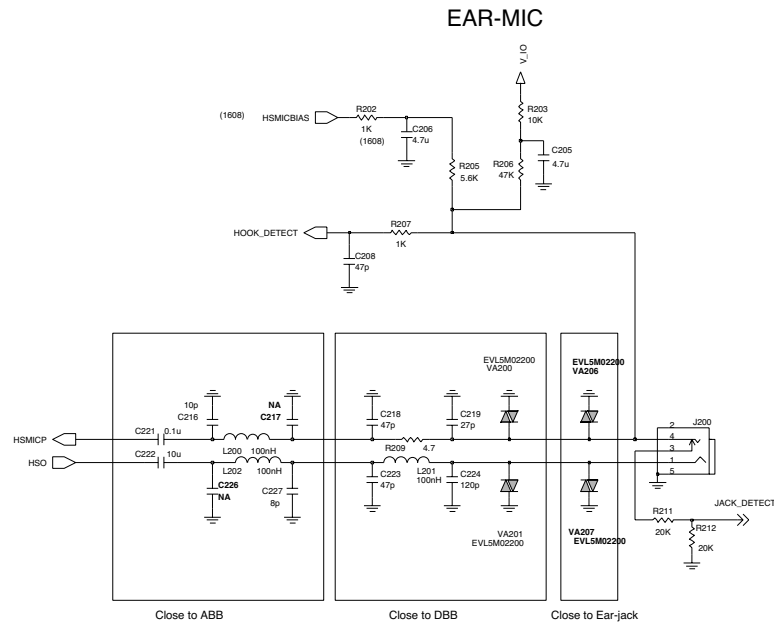 EAR-MIC
V_IO
R203
10K
(1608)
HSMICBIAS
R202
1K
(1608)
C206
4.7u
R205
5.6K
R206
47K
C205
4.7u
HOOK_DETECT
R207
1K
C208
47p
EVL5M02200
VA200
EVL5M02200
VA206
10p
C216
NA
C217
C218
47p
C219
27p
J200
2
4
3
1
5
HSMICP
C221
0.1u
L200
100nH
R209
4.7
HSO
C222
10u
L202
100nH
C226
NA
C227
8p
C223
47p
L201
100nH
C224
120p
VA201
EVL5M02200
VA207
EVL5M02200
JACK_DETECT
R211
20K
R212
20K
Close to ABB
Close to DBB
Close to Ear-jack